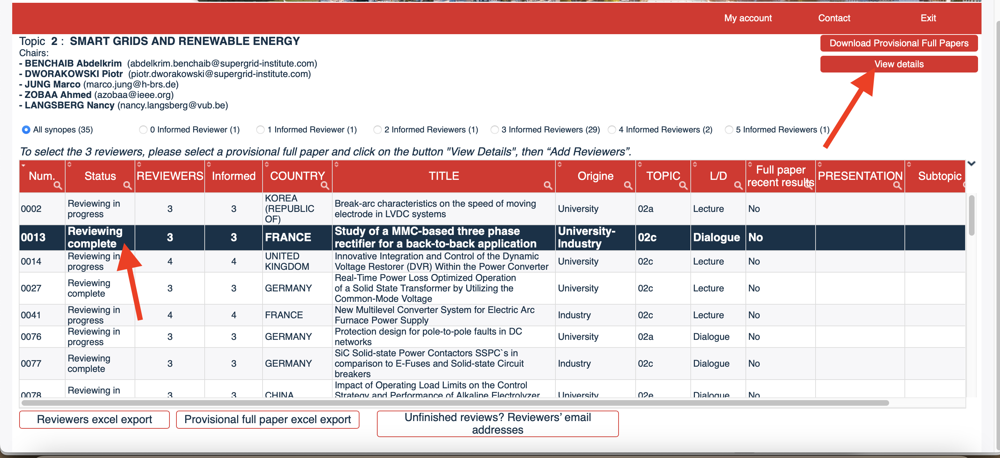 My account Contact Exit
Topic 2 : SMART GRIDS AND RENEWABLE ENERGY
Download Provisional Full Papers
Chairs:
- BENCHAIB Abdelkrim (abdelkrim.benchaib@supergrid-institute.com)
View details
- DWORAKOWSKI Piotr (piotr.dworakowski@supergrid-institute.com)
- JUNG Marco (marco.jung@h-brs.de)
- ZOBAA Ahmed (azobaa@ieee.org)
- LANGSBERG Nancy (nancy.langsberg@vub.be)
All synopes (35) 0 Informed Reviewer (1) 1 Informed Reviewer (1) 2 Informed Reviewers (1) 3 Informed Reviewers (29) 4 Informed Reviewers (2) 5 Informed Reviewers (1)
To select the 3 reviewers, please select a provisional full paper and click on the button "View Details", then “Add Reviewers”.
Num. Status REVIEWERS Informed COUNTRY TITLE Origine TOPIC L/D Full paper recent results PRESENTATION Subtopic
0002 Reviewing in progress 3 3 KOREA (REPUBLIC OF) Break-arc characteristics on the speed of moving electrode in LVDC systems University 02a Lecture No
0013 Reviewing complete 3 3 FRANCE Study of a MMC-based three phase rectifier for a back-to-back application University-Industry 02c Dialogue No
0014 Reviewing in progress 4 4 UNITED KINGDOM Innovative Integration and Control of the Dynamic Voltage Restorer (DVR) Within the Power Converter University 02c Lecture No
0027 Reviewing complete 3 3 GERMANY Real-Time Power Loss Optimized Operation of a Solid State Transformer by Utilizing the Common-Mode Voltage University 02c Lecture No
0041 Reviewing in progress 4 4 FRANCE New Multilevel Converter System for Electric Arc Furnace Power Supply Industry 02c Lecture No
0076 Reviewing in progress 3 3 GERMANY Protection design for pole-to-pole faults in DC networks University 02a Dialogue No
0077 Reviewing complete 3 3 GERMANY SiC Solid-state Power Contactors SSPC`s in comparison to E-Fuses and Solid-state Circuit breakers Industry 02c Dialogue No
0078 Reviewing in 3 3 CHINA Impact of Operating Load Limits on the Control Strategy and Performance of Alkaline Electrolyzer University 02e Dialogue No
Reviewers excel export Provisional full paper excel export Unfinished reviews? Reviewers’ email addresses